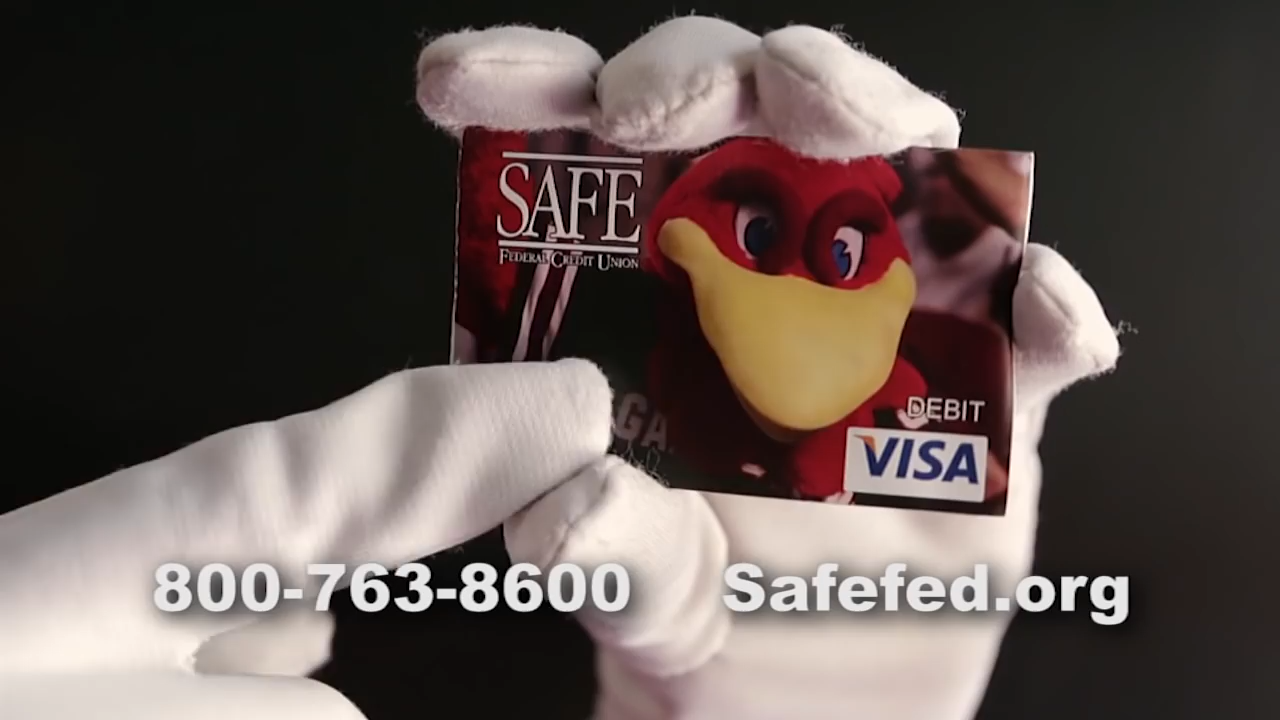 SAFE
FEDERAL CREDIT UNION
DEBIT
VISA
800-763-8600 Safefed.org